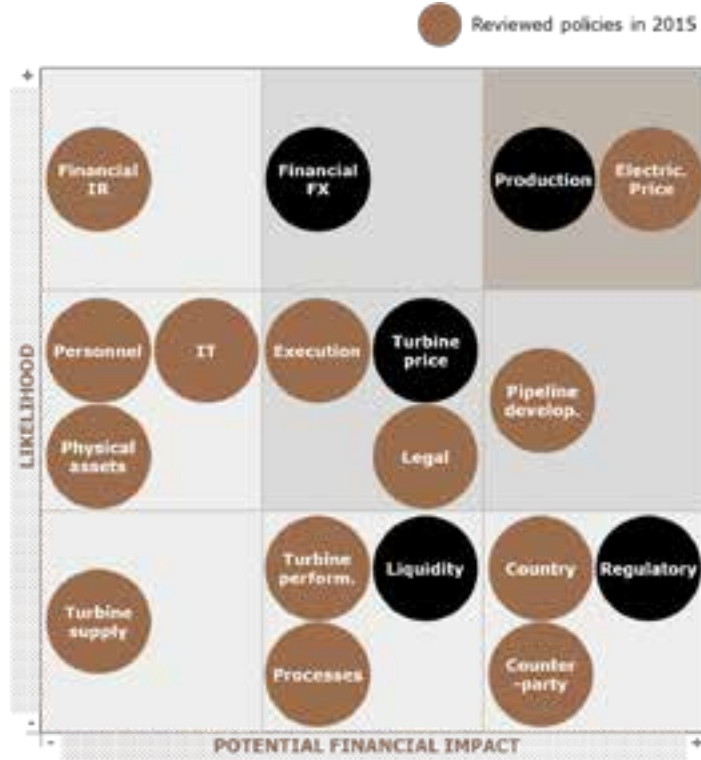 Reviewed policies in 2015
+
Financial
IR
Financial
FX
Production
Electric.
Price
Personnel
IT
Execution
Turbine
price
Pipeline
develop.
Physical
assets
Legal
LIKELIHOOD
Turbine
perform.
Liquidity
Country
Regulatory
Turbine
supply
Processes
Counter
-party
-
-
POTENTIAL FINANCIAL IMPACT
+